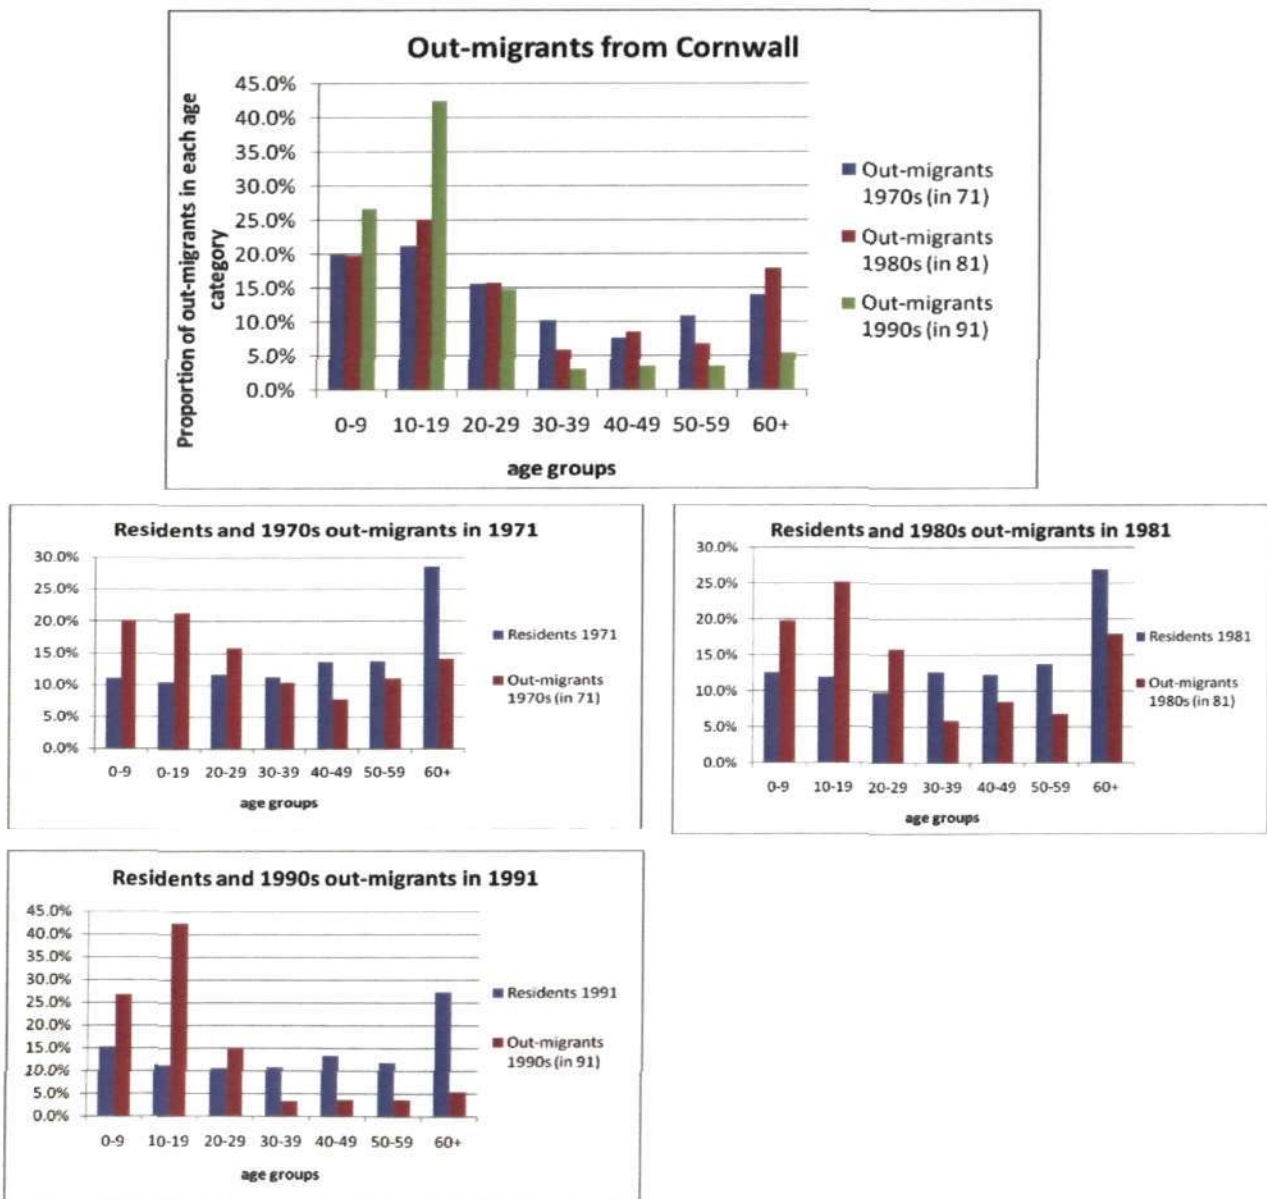 Out-migrants from Cornwall
Proportion of out-migrants in each age
category
45.0%
40.0%
35.0%
30.0%
25.0%
20.0%
15.0%
10.0%
5.0%
0.0%
0-9 10-19 20-29 30-39 40-49 50-59 60+
age groups
Out-migrants
1970s (in 71)
Out-migrants
1980s (in 81)
Out-migrants
1990s (in 91)
Residents and 1970s out-migrants in 1971
30.0%
25.0%
20.0%
15.0%
10.0%
5.0%
0.0%
0-9 0-19 20-29 30-39 40-49 50-59 60+
age groups
Residents 1971
Out-migrants
1970s (in 71)
Residents and 1980s out-migrants in 1981
30.0%
25.0%
20.0%
15.0%
10.0%
5.0%
0.0%
0-9 10-19 20-29 30-39 40-49 50-59 60+
age groups
Residents 1981
Out-migrants
1980s (in 81)
Residents and 1990s out-migrants in 1991
45.0%
40.0%
35.0%
30.0%
25.0%
20.0%
15.0%
10.0%
5.0%
0.0%
0-9 10-19 20-29 30-39 40-49 50-59 60+
age groups
Residents 1991
Out-migrants
1990s (in 91)